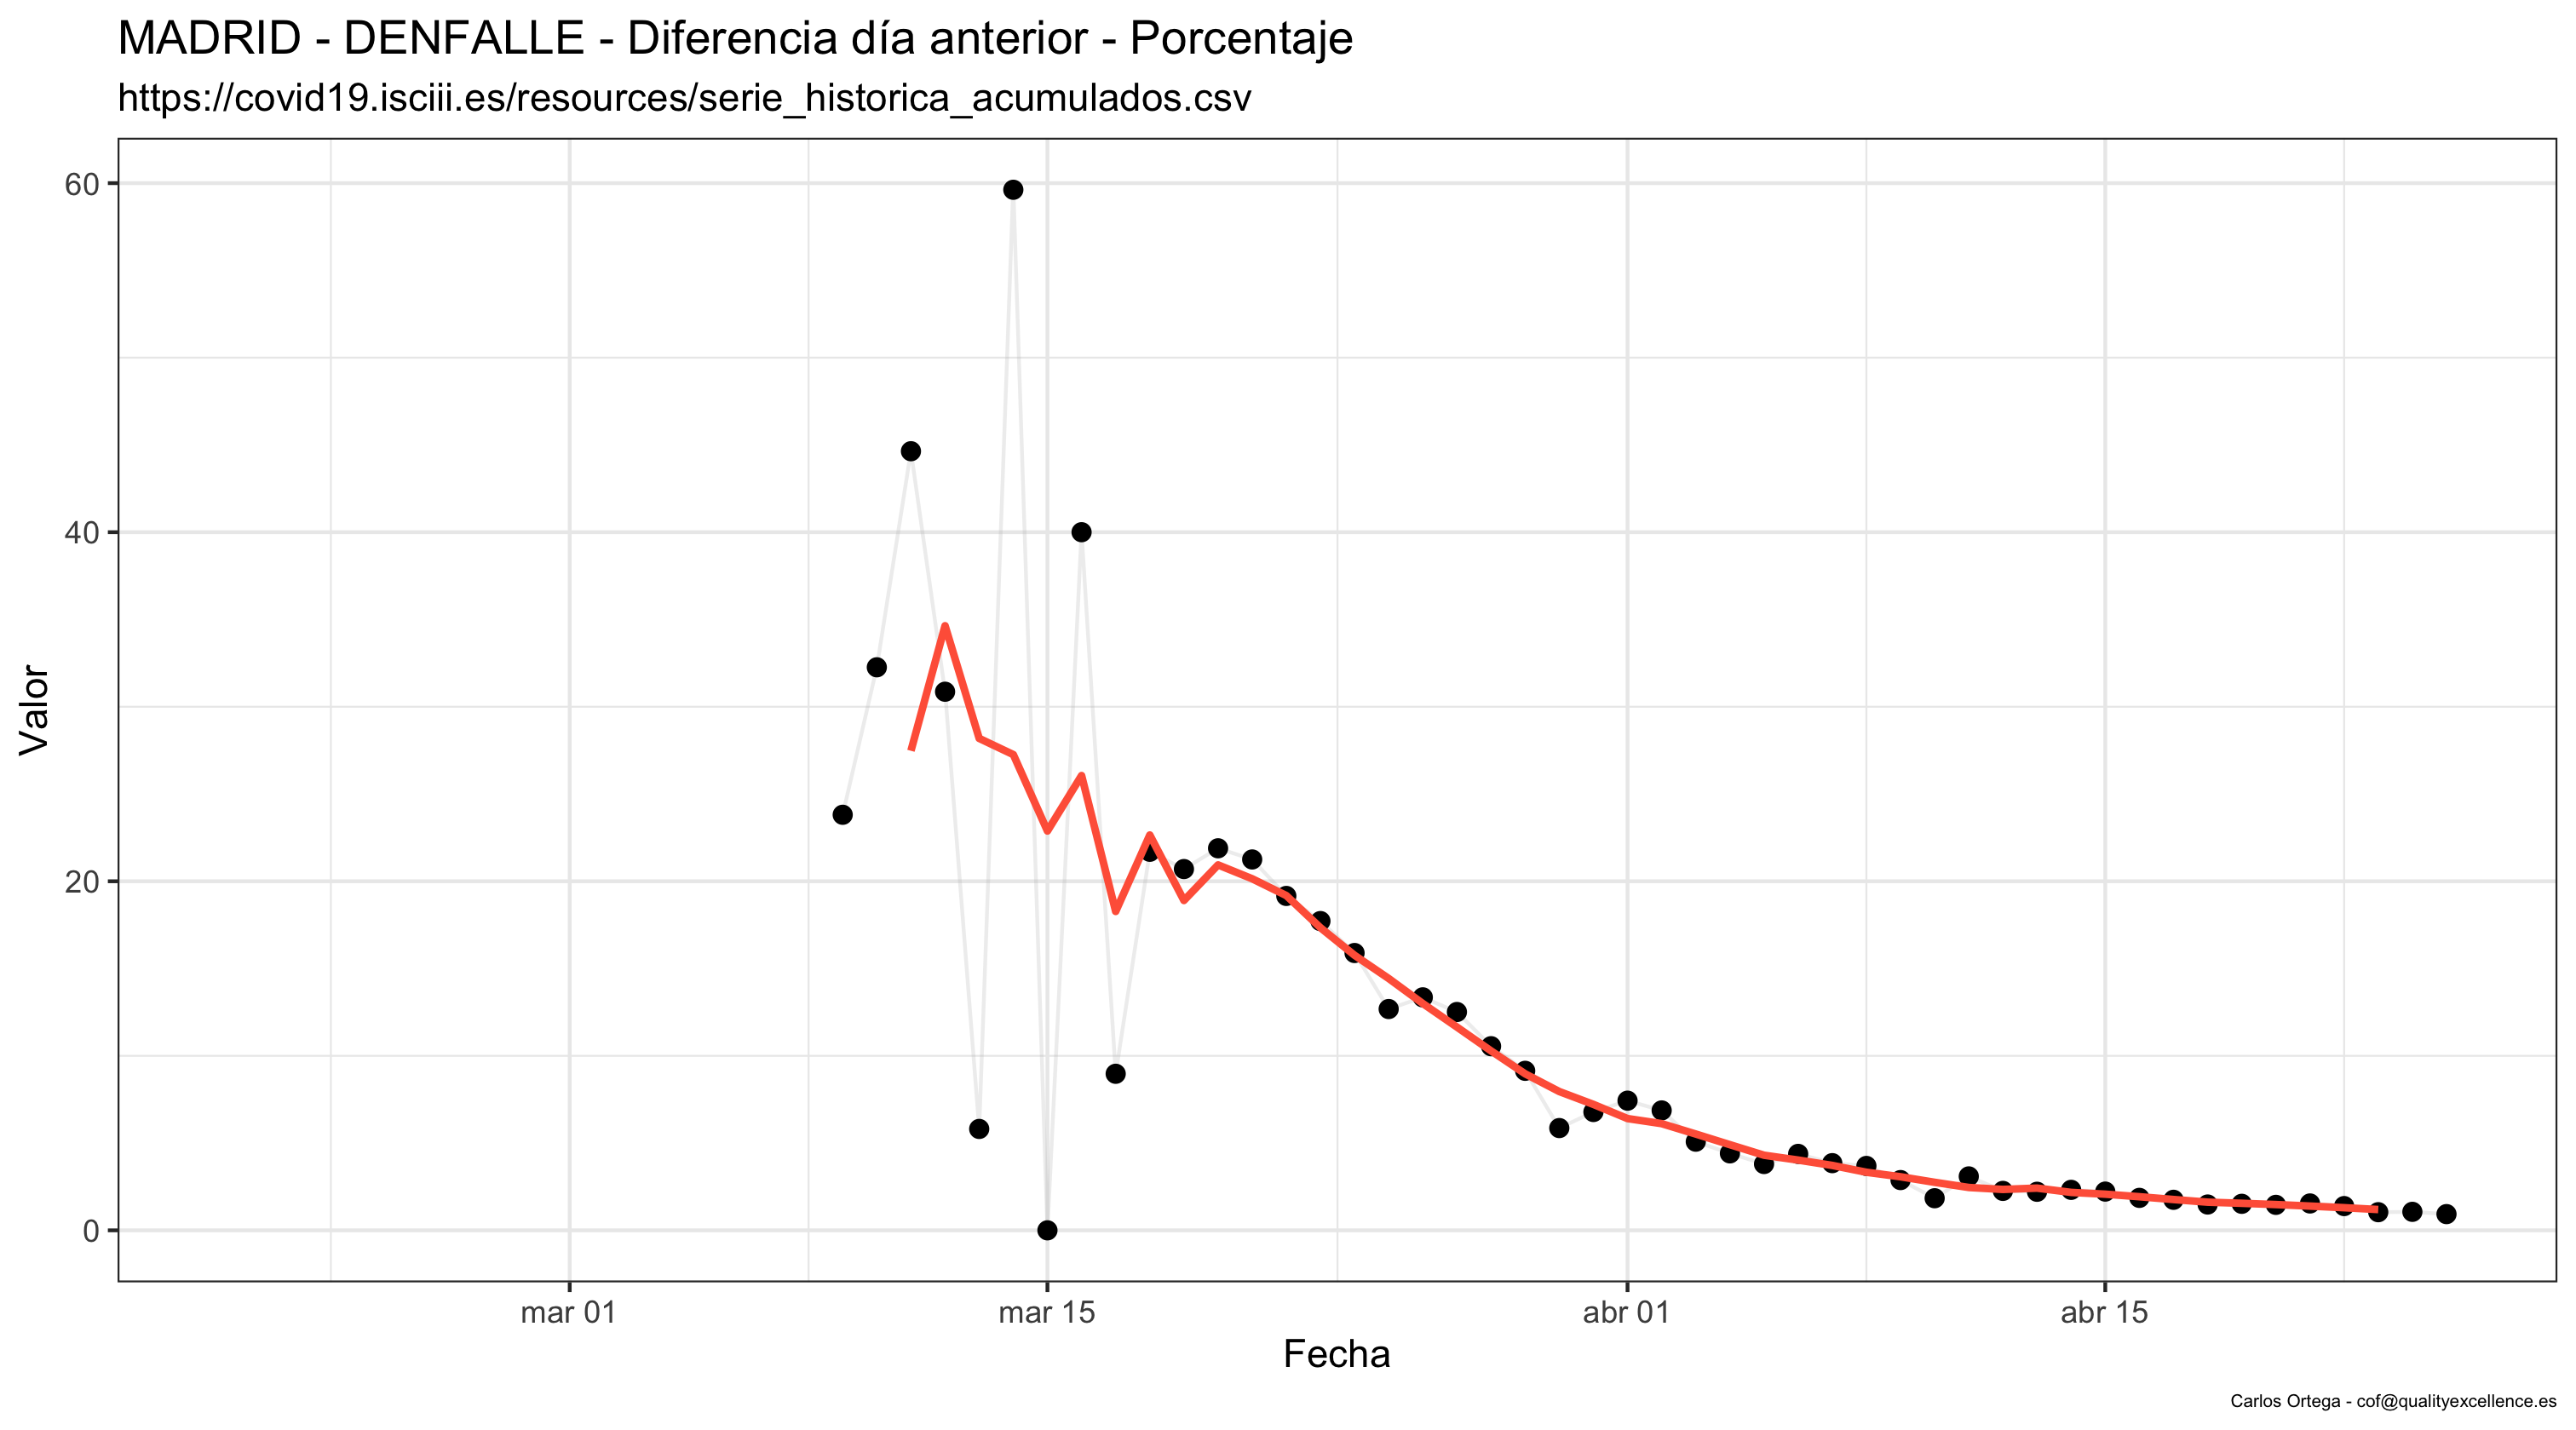 MADRID - DENFALLE - Diferencia día anterior - Porcentaje
https://covid19.isciii.es/resources/serie_historica_acumulados.csv
60
40
20
0
Valor
mar 01
mar 15
abr 01
abr 15
Fecha
Carlos Ortega - cof@qualityexcellence.es